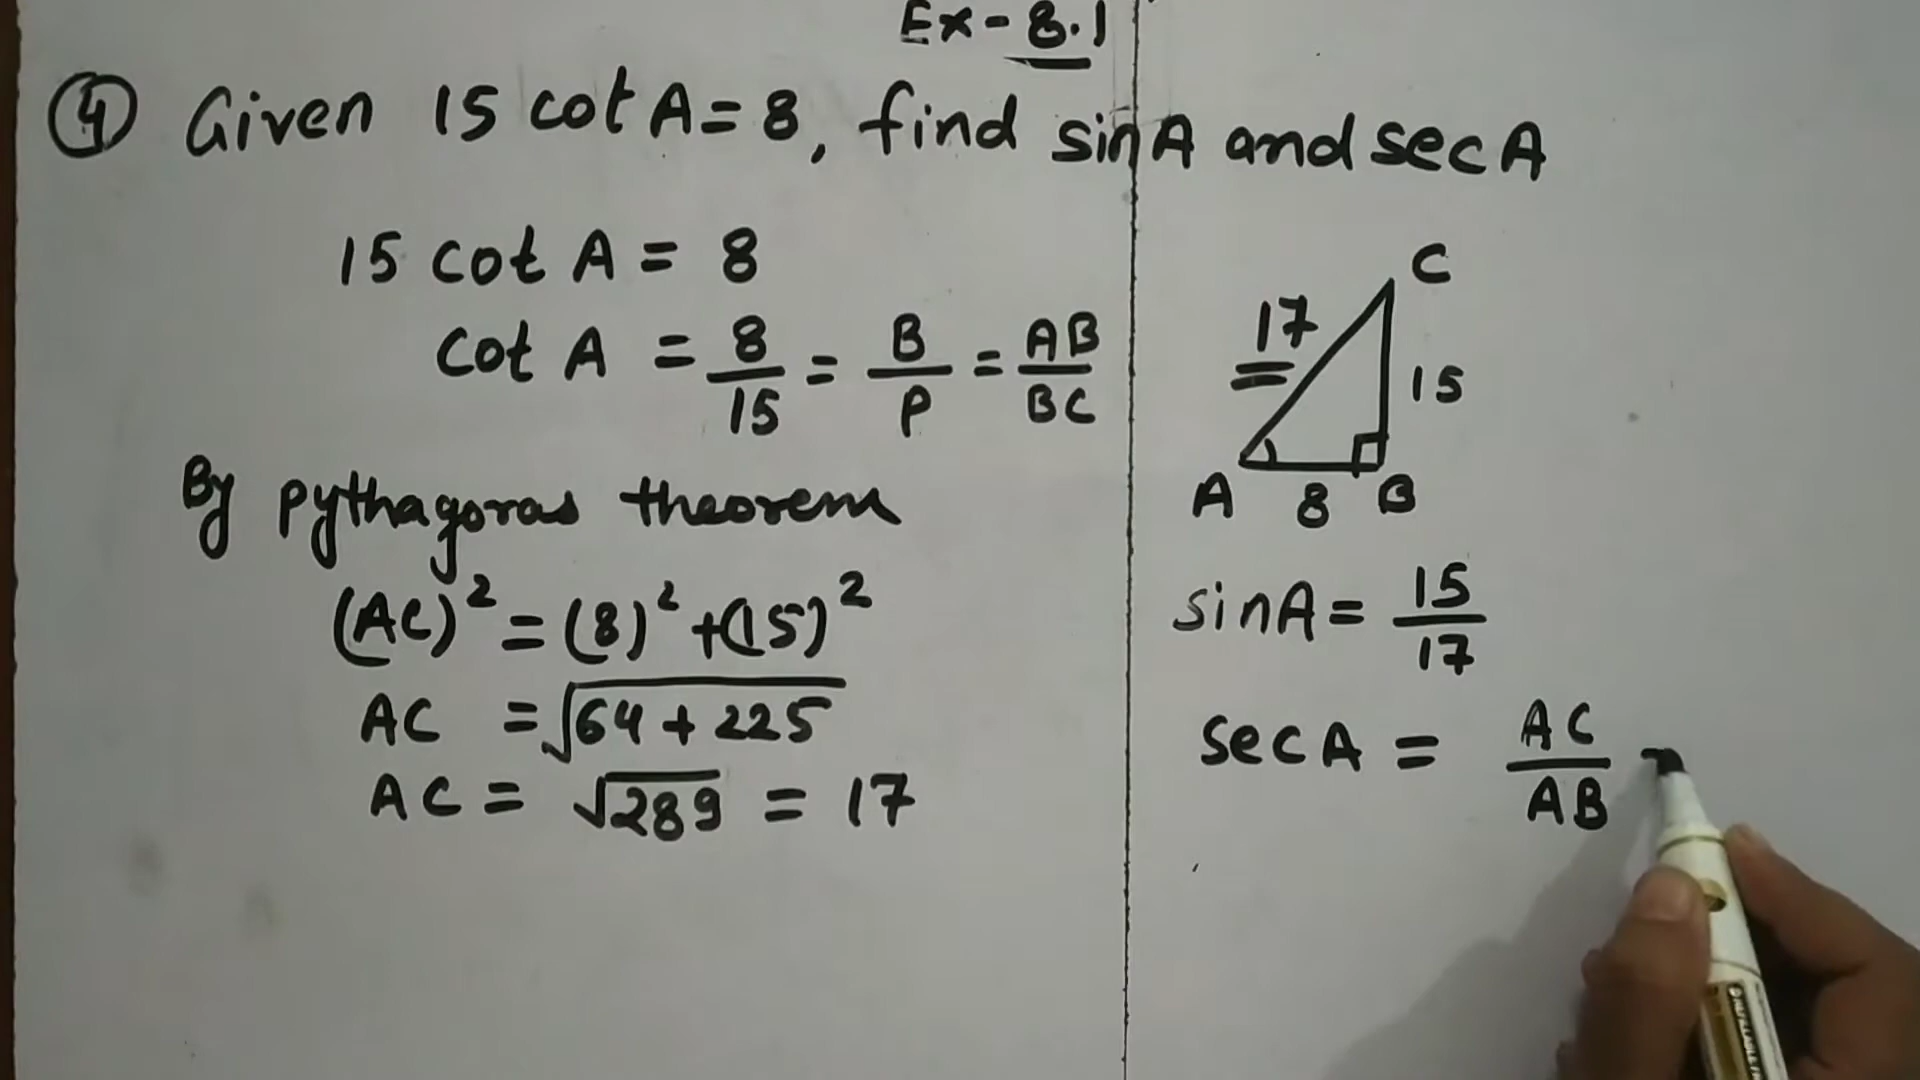 Ex - 8.1
④ Given 15 cot A = 8, find sin A and sec A
15 cot A = 8
cot A = 8/15 = B/P = AB/BC
By pythagoras theorem
(AC)² = (8)² + (15)²
AC = √64 + 225
AC = √289 = 17
C
17
15
A 8 B
sin A = 15/17
sec A = AC/AB